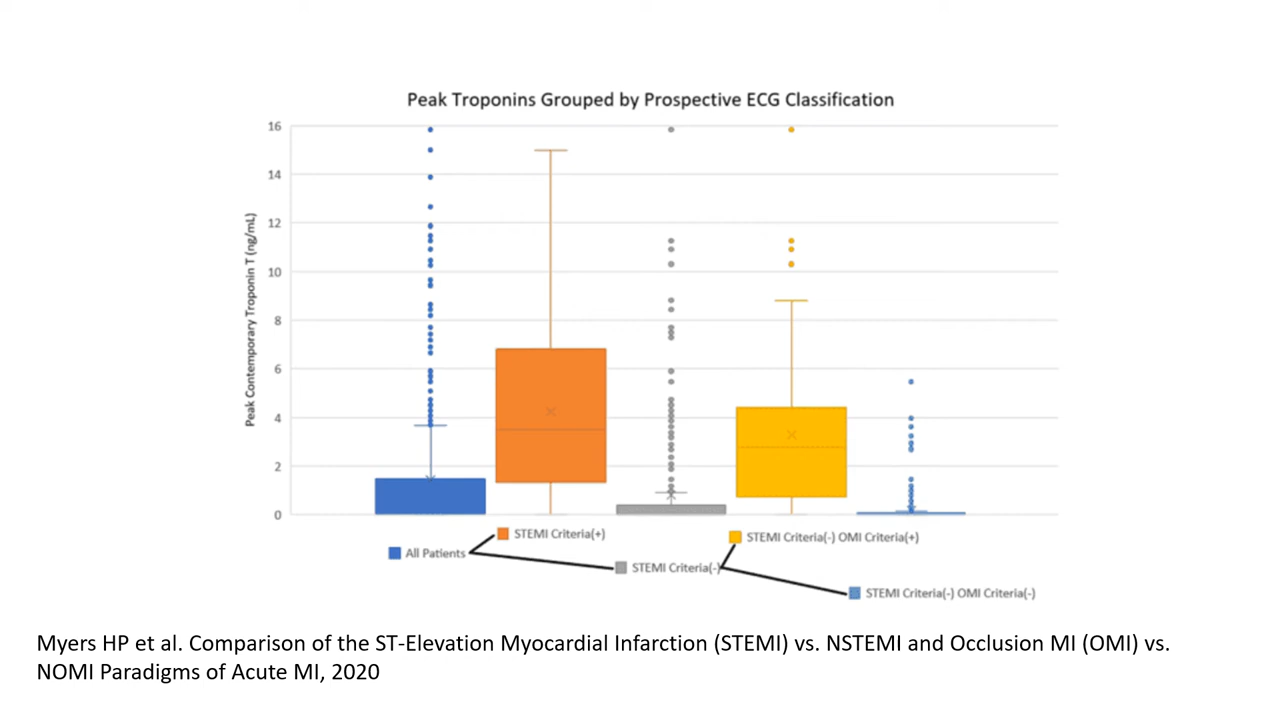 Peak Troponins Grouped by Prospective ECG Classification
Peak Contemporary Troponin T (ng/mL)
16
14
12
10
8
6
4
2
0
STEMI Criteria(+)
STEMI Criteria(-) OMI Criteria(+)
All Patients
STEMI Criteria(-)
STEMI Criteria(-) OMI Criteria(-)
Myers HP et al. Comparison of the ST-Elevation Myocardial Infarction (STEMI) vs. NSTEMI and Occlusion MI (OMI) vs.
NOMI Paradigms of Acute MI, 2020